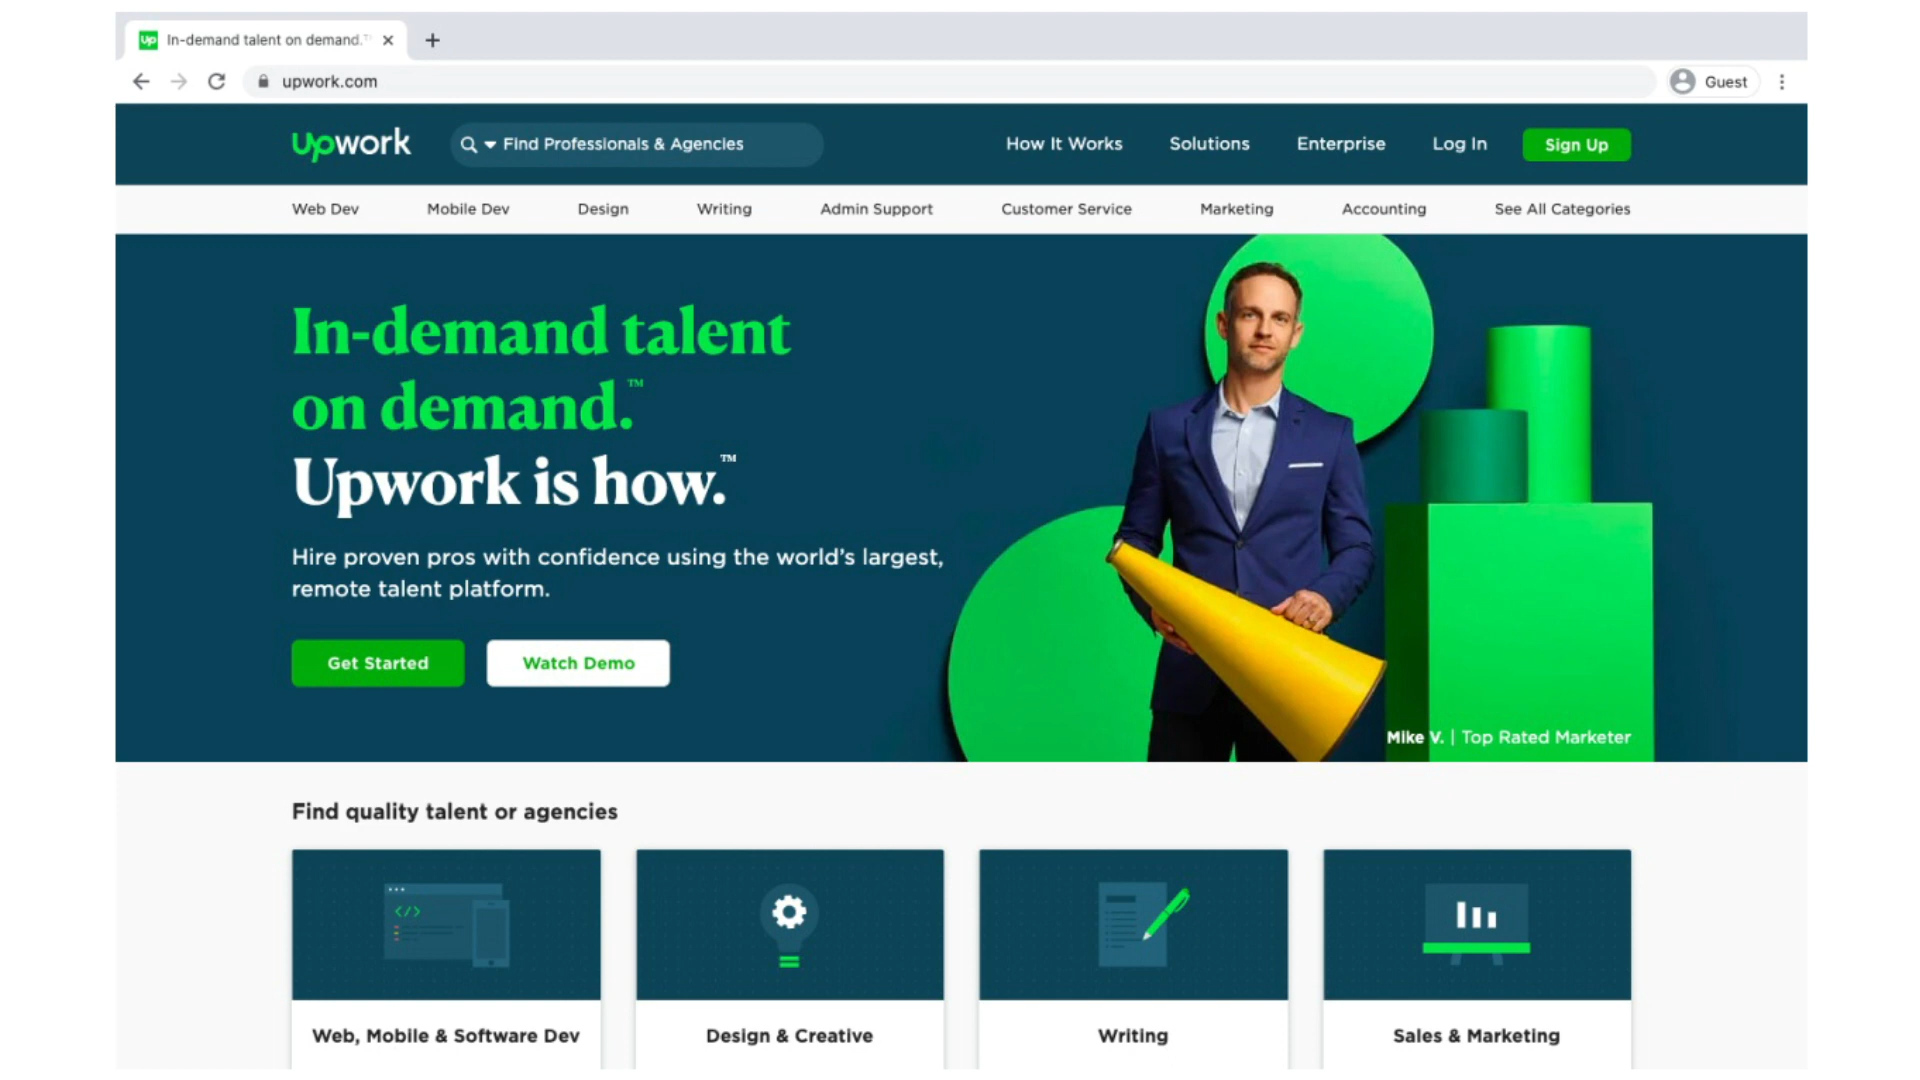 Up In-demand talent on demand.™
upwork.com
Guest
Upwork
Find Professionals & Agencies
How It Works
Solutions
Enterprise
Log In
Sign Up
Web Dev
Mobile Dev
Design
Writing
Admin Support
Customer Service
Marketing
Accounting
See All Categories
In-demand talent
on demand.™
Upwork is how.™
Hire proven pros with confidence using the world’s largest,
remote talent platform.
Get Started
Watch Demo
Mike V. | Top Rated Marketer
Find quality talent or agencies
</>
Web, Mobile & Software Dev
Design & Creative
Writing
Sales & Marketing